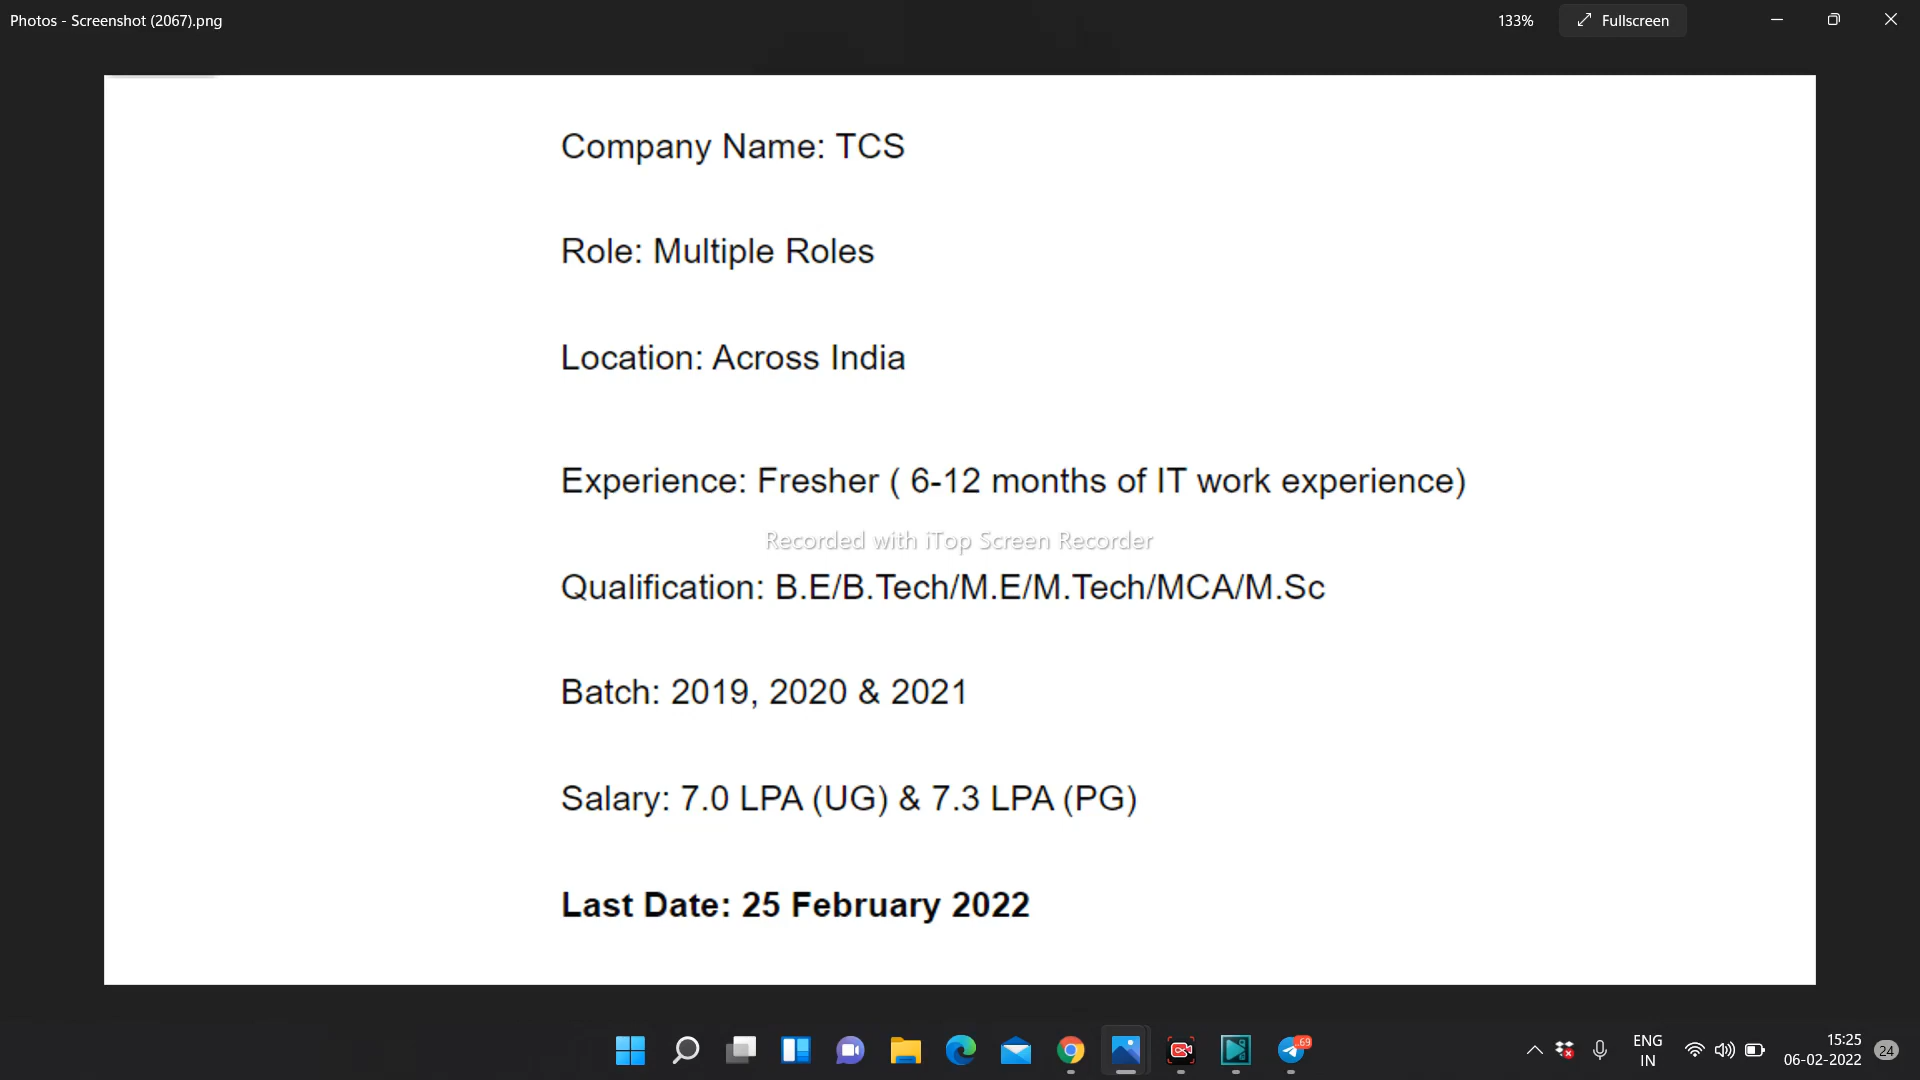 Photos - Screenshot (2067).png
133%
Fullscreen
Company Name: TCS
Role: Multiple Roles
Location: Across India
Experience: Fresher ( 6-12 months of IT work experience)
Recorded with iTop Screen Recorder
Qualification: B.E/B.Tech/M.E/M.Tech/MCA/M.Sc
Batch: 2019, 2020 & 2021
Salary: 7.0 LPA (UG) & 7.3 LPA (PG)
Last Date: 25 February 2022
69
ENG
IN
15:25
06-02-2022
24